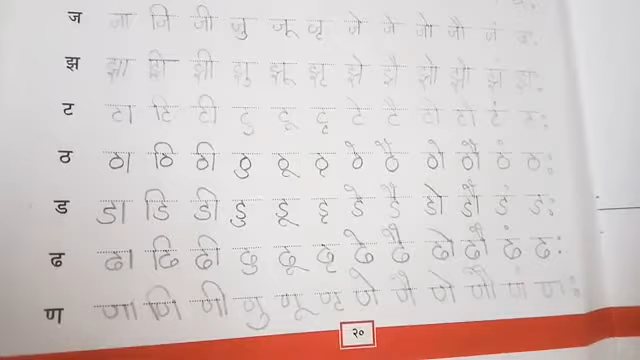 ज जा जि जी जु जू जृ जे जै जो जौ जं जः
झ झा झि झी झु झू झृ झे झै झो झौ झं झः
ट टा टि टी टु टू टृ टे टै टो टौ टं टः
ठ ठा ठि ठी ठु ठू ठृ ठे ठै ठो ठौ ठं ठः
ड डा डि डी डु डू डृ डे डै डो डौ डं डः
ढ ढा ढि ढी ढु ढू ढृ ढे ढै ढो ढौ ढं ढः
ण णा णि णी णु णू णृ णे णै णो णौ णं णः
२०